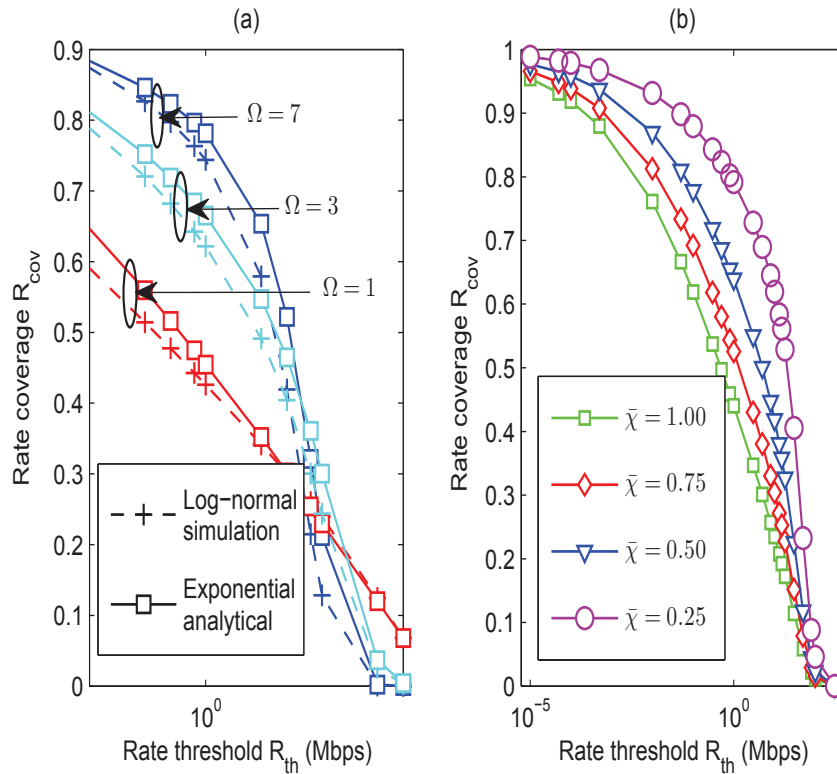 (a)
0.9
0.8
0.7
0.6
0.5
0.4
0.3
0.2
0.1
0
Rate coverage R_cov
Ω = 7
Ω = 3
Ω = 1
Log−normal
simulation
Exponential
analytical
10^0
Rate threshold R_th (Mbps)
(b)
1
0.9
0.8
0.7
0.6
0.5
0.4
0.3
0.2
0.1
0
Rate coverage R_cov
χ̄ = 1.00
χ̄ = 0.75
χ̄ = 0.50
χ̄ = 0.25
10^−5
10^0
Rate threshold R_th (Mbps)